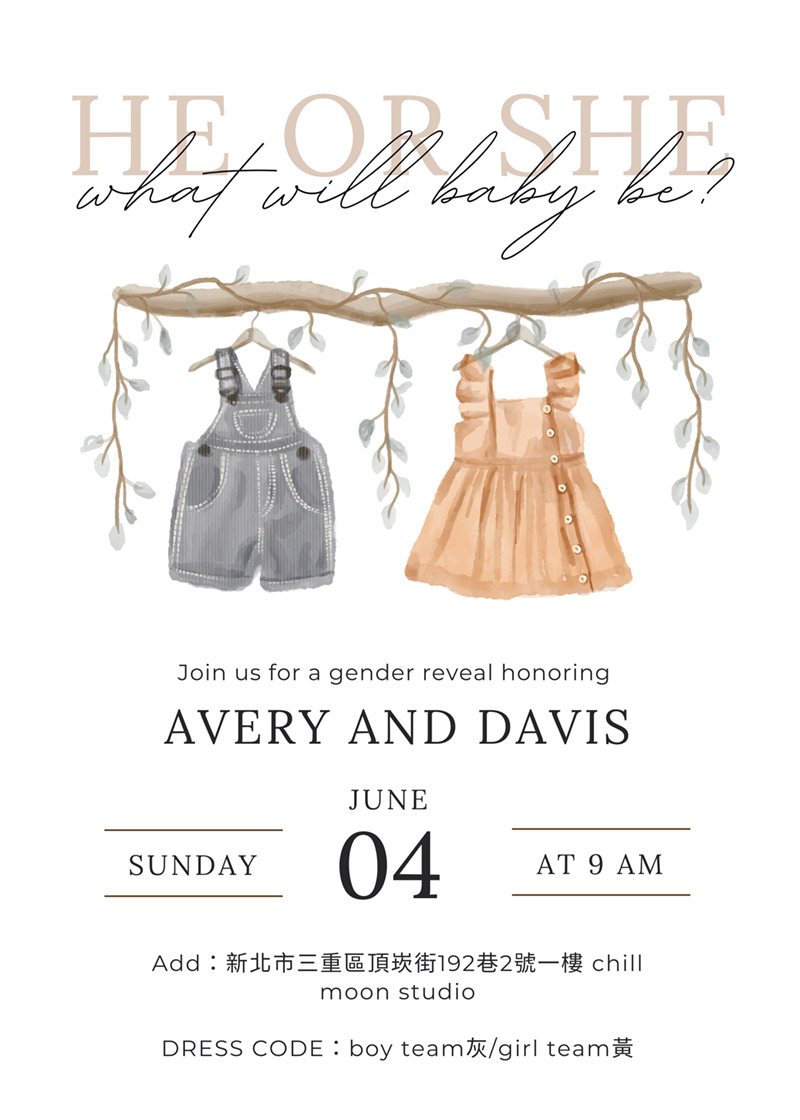 HE OR SHE
what will baby be?
Join us for a gender reveal honoring
AVERY AND DAVIS
JUNE
SUNDAY 04 AT 9 AM
Add：新北市三重區頂崁街192巷2號一樓 chill
moon studio
DRESS CODE：boy team灰/girl team黃